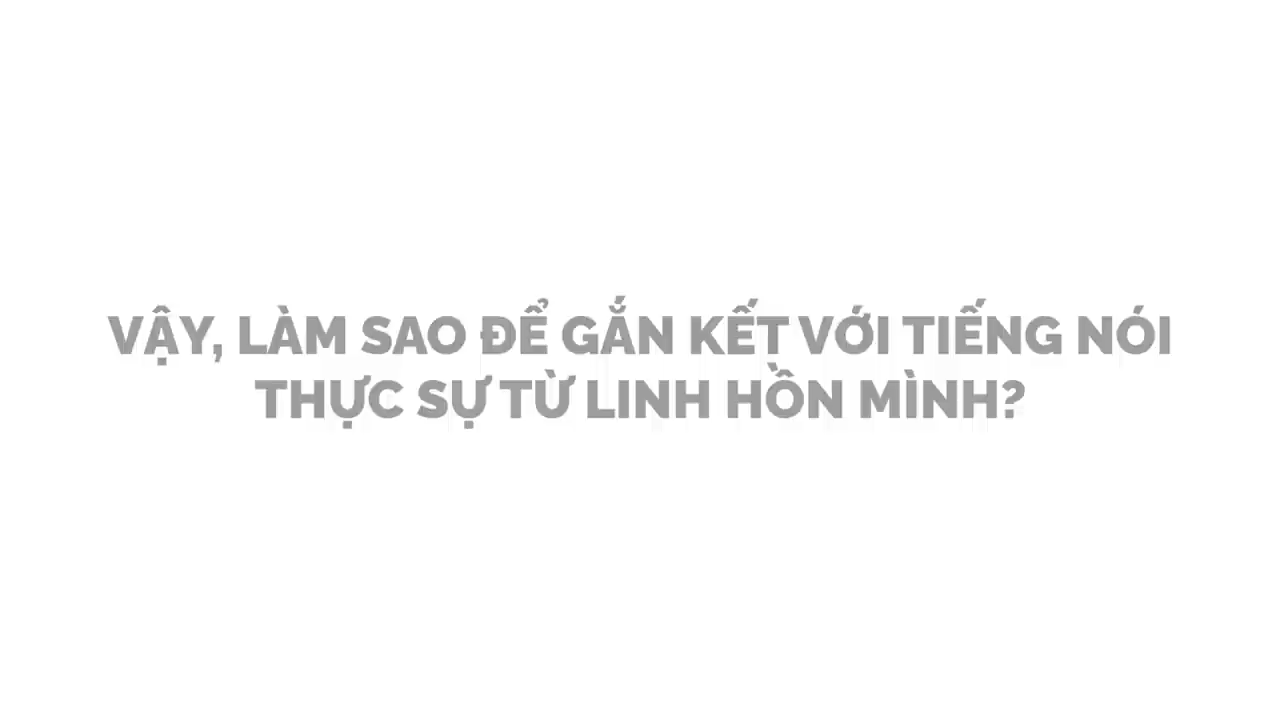 VẬY, LÀM SAO ĐỂ GẮN KẾT VỚI TIẾNG NÓI
THỰC SỰ TỪ LINH HỒN MÌNH?